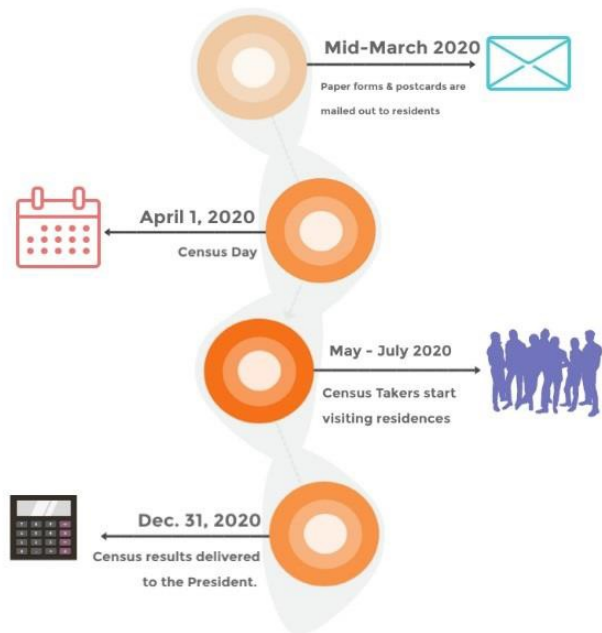 Mid-March 2020
Paper forms & postcards are
mailed out to residents
April 1, 2020
Census Day
May - July 2020
Census Takers start
visiting residences
Dec. 31, 2020
Census results delivered
to the President.